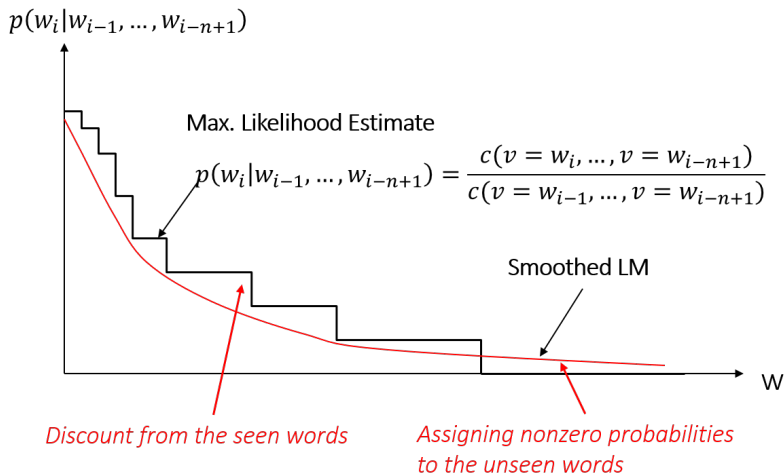 p(w_i|w_{i-1}, … , w_{i-n+1})
Max. Likelihood Estimate
p(w_i|w_{i-1}, … , w_{i-n+1}) = c(v = w_i, … , v = w_{i-n+1}) / c(v = w_{i-1}, … , v = w_{i-n+1})
Smoothed LM
W
Discount from the seen words
Assigning nonzero probabilities
to the unseen words